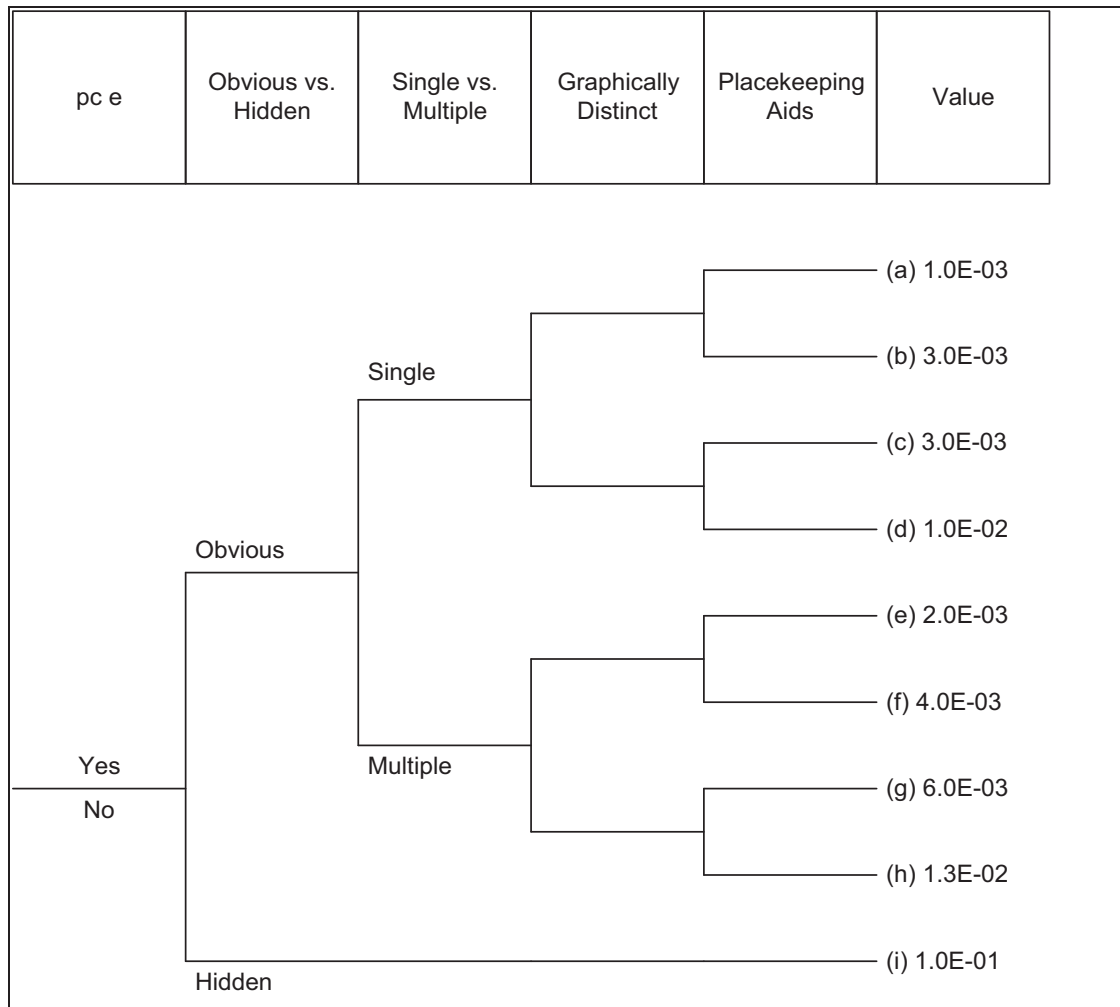 pc e
Obvious vs.
Hidden
Single vs.
Multiple
Graphically
Distinct
Placekeeping
Aids
Value
(a) 1.0E-03
(b) 3.0E-03
Single
(c) 3.0E-03
(d) 1.0E-02
Obvious
(e) 2.0E-03
(f) 4.0E-03
Yes
Multiple
(g) 6.0E-03
No
(h) 1.3E-02
(i) 1.0E-01
Hidden